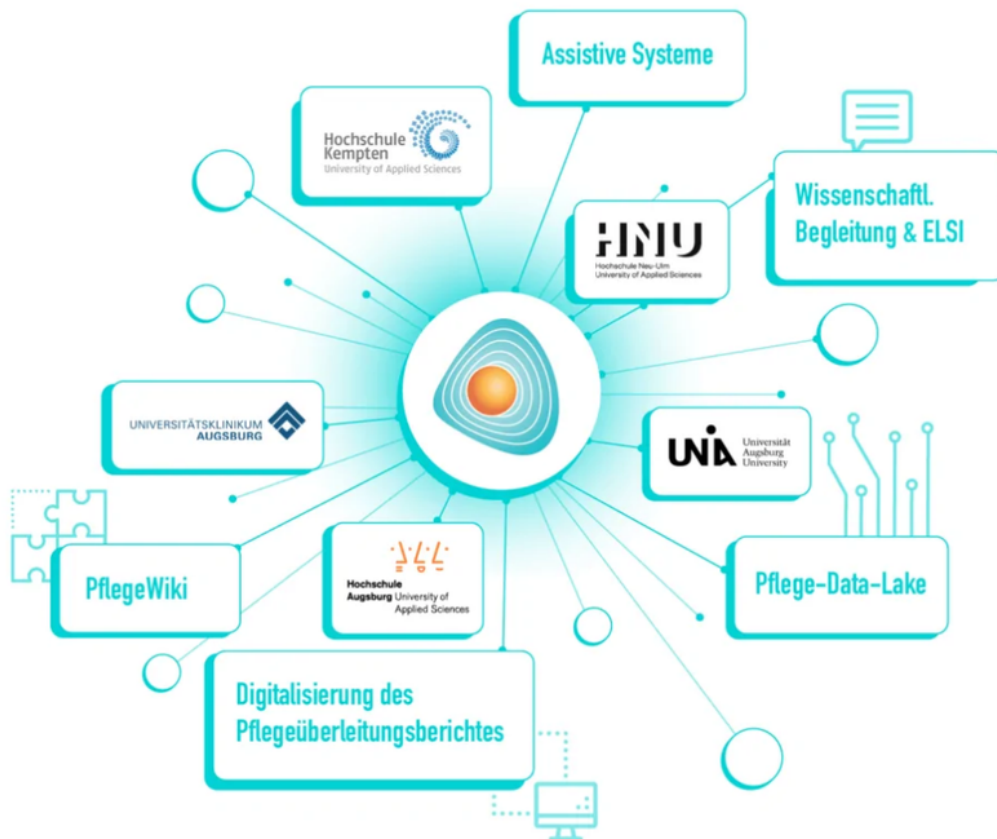 Assistive Systeme
Hochschule
Kempten
University of Applied Sciences
Wissenschaftl.
Begleitung & ELSI
HNU
Hochschule Neu-Ulm
University of Applied Sciences
UNIVERSITÄTSKLINIKUM
AUGSBURG
UNIA
Universität
Augsburg
University
PflegeWiki
Hochschule
Augsburg University of
Applied Sciences
Pflege-Data-Lake
Digitalisierung des
Pflegeüberleitungsberichtes